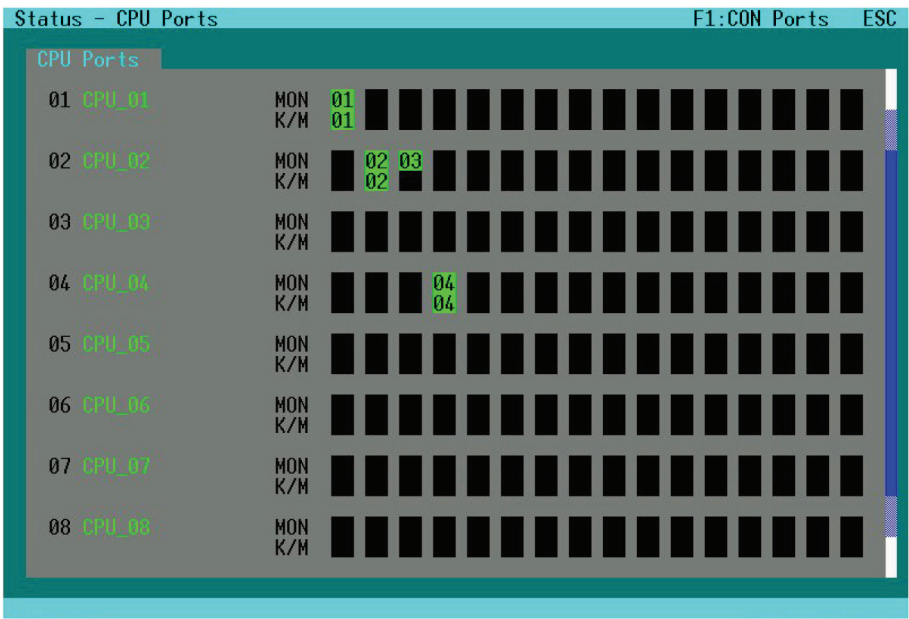 Status - CPU Ports F1:CON Ports ESC
CPU Ports
01 CPU_01 MON 01
K/M 01
02 CPU_02 MON 02 03
K/M 02
03 CPU_03 MON
K/M
04 CPU_04 MON 04
K/M 04
05 CPU_05 MON
K/M
06 CPU_06 MON
K/M
07 CPU_07 MON
K/M
08 CPU_08 MON
K/M